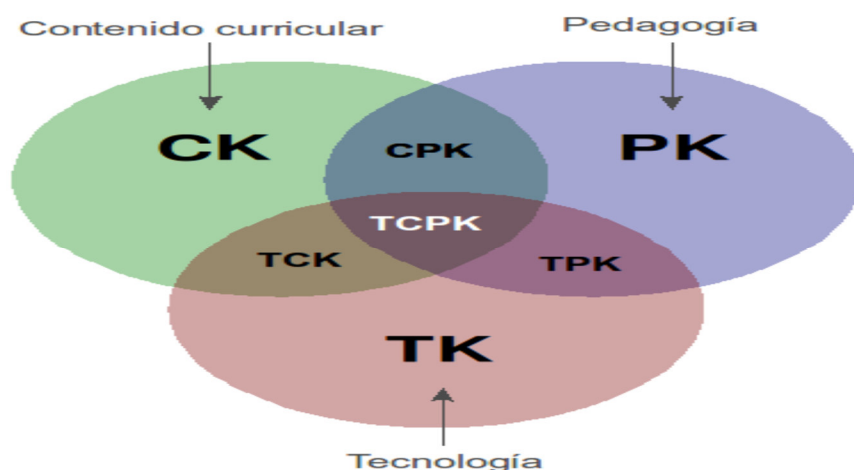 Contenido curricular
Pedagogía
CK
CPK
PK
TCPK
TCK
TPK
TK
Tecnología